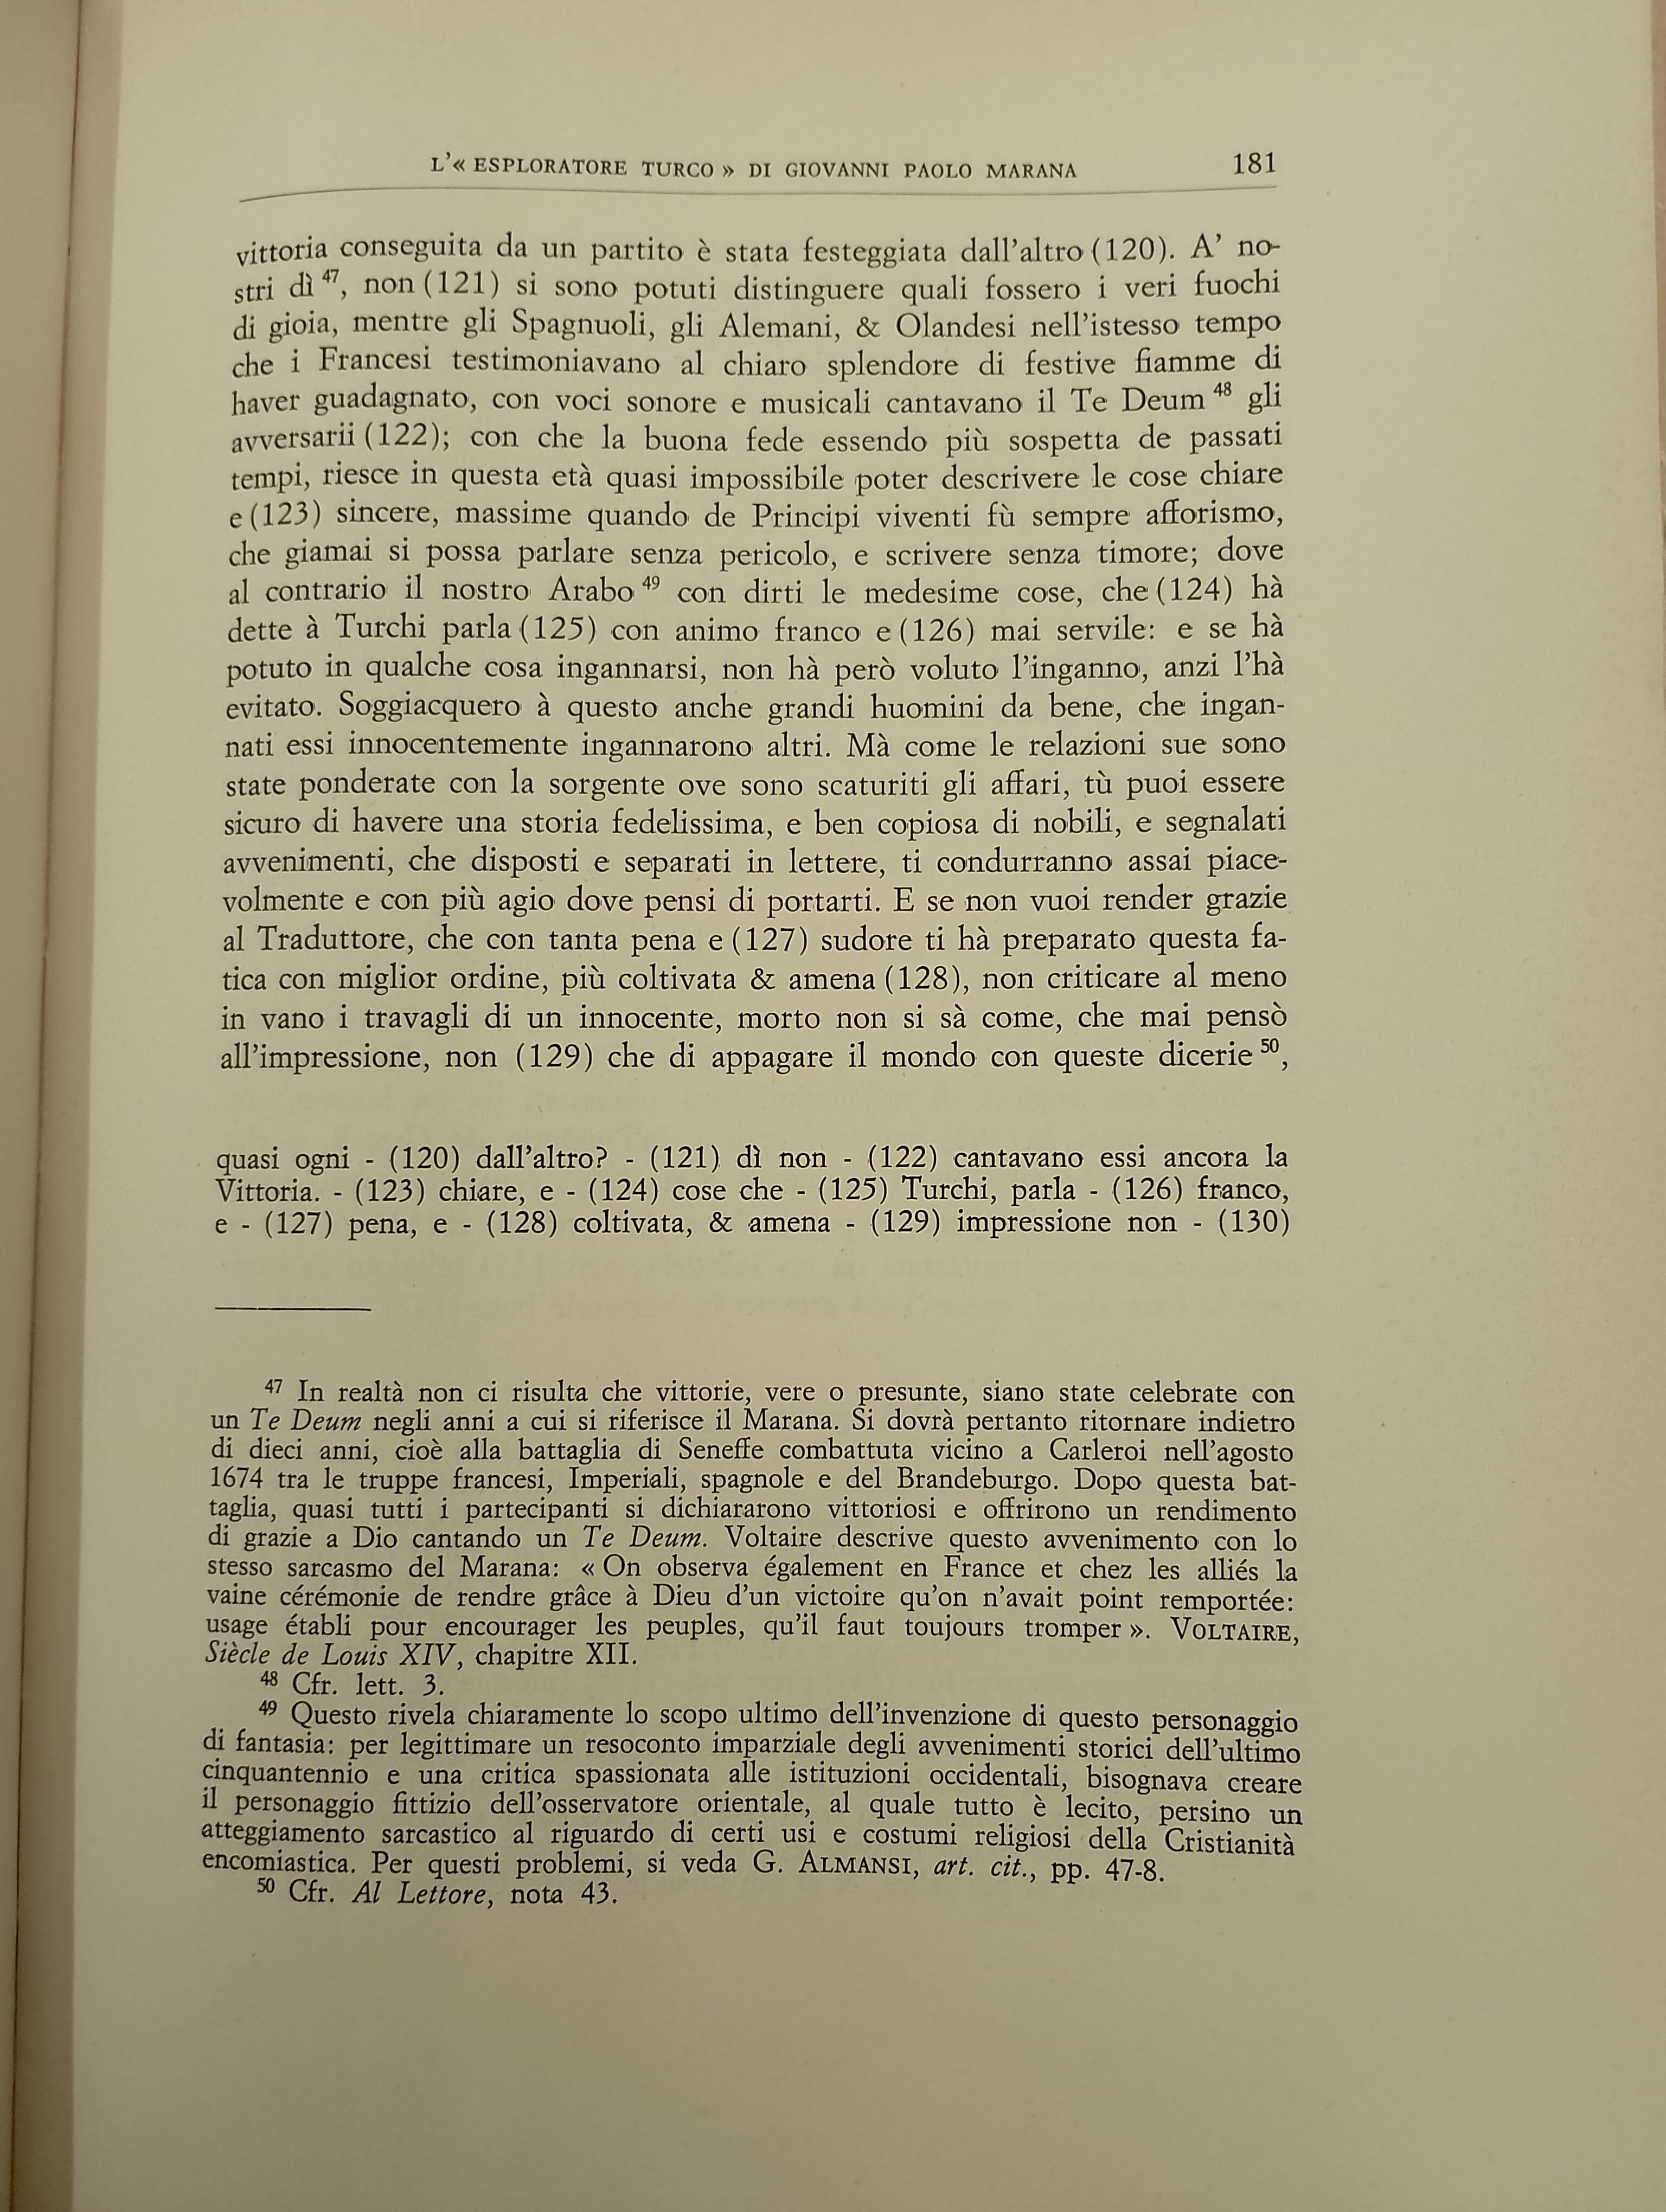 L'« ESPLORATORE TURCO » DI GIOVANNI PAOLO MARANA 181
vittoria conseguita da un partito è stata festeggiata dall'altro (120). A' no-
stri dì 47, non (121) si sono potuti distinguere quali fossero i veri fuochi
di gioia, mentre gli Spagnuoli, gli Alemani, & Olandesi nell'istesso tempo
che i Francesi testimoniavano al chiaro splendore di festive fiamme di
haver guadagnato, con voci sonore e musicali cantavano il Te Deum 48 gli
avversarii (122); con che la buona fede essendo più sospetta de passati
tempi, riesce in questa età quasi impossibile poter descrivere le cose chiare
e (123) sincere, massime quando de Principi viventi fù sempre afforismo,
che giamai si possa parlare senza pericolo, e scrivere senza timore; dove
al contrario il nostro Arabo 49 con dirti le medesime cose, che (124) hà
dette à Turchi parla (125) con animo franco e (126) mai servile: e se hà
potuto in qualche cosa ingannarsi, non hà però voluto l'inganno, anzi l'hà
evitato. Soggiacquero à questo anche grandi huomini da bene, che ingan-
nati essi innocentemente ingannarono altri. Mà come le relazioni sue sono
state ponderate con la sorgente ove sono scaturiti gli affari, tù puoi essere
sicuro di havere una storia fedelissima, e ben copiosa di nobili, e segnalati
avvenimenti, che disposti e separati in lettere, ti condurranno assai piace-
volmente e con più agio dove pensi di portarti. E se non vuoi render grazie
al Traduttore, che con tanta pena e (127) sudore ti hà preparato questa fa-
tica con miglior ordine, più coltivata & amena (128), non criticare al meno
in vano i travagli di un innocente, morto non si sà come, che mai pensò
all'impressione, non (129) che di appagare il mondo con queste dicerie 50,
quasi ogni - (120) dall'altro? - (121) dì non - (122) cantavano essi ancora la
Vittoria. - (123) chiare, e - (124) cose che - (125) Turchi, parla - (126) franco,
e - (127) pena, e - (128) coltivata, & amena - (129) impressione non - (130)
47 In realtà non ci risulta che vittorie, vere o presunte, siano state celebrate con
un Te Deum negli anni a cui si riferisce il Marana. Si dovrà pertanto ritornare indietro
di dieci anni, cioè alla battaglia di Seneffe combattuta vicino a Carleroi nell'agosto
1674 tra le truppe francesi, Imperiali, spagnole e del Brandeburgo. Dopo questa bat-
taglia, quasi tutti i partecipanti si dichiararono vittoriosi e offrirono un rendimento
di grazie a Dio cantando un Te Deum. Voltaire descrive questo avvenimento con lo
stesso sarcasmo del Marana: « On observa également en France et chez les alliés la
vaine cérémonie de rendre grâce à Dieu d'un victoire qu'on n'avait point remportée:
usage établi pour encourager les peuples, qu'il faut toujours tromper ». VOLTAIRE,
Siècle de Louis XIV, chapitre XII.
48 Cfr. lett. 3.
49 Questo rivela chiaramente lo scopo ultimo dell'invenzione di questo personaggio
di fantasia: per legittimare un resoconto imparziale degli avvenimenti storici dell'ultimo
cinquantennio e una critica spassionata alle istituzioni occidentali, bisognava creare
il personaggio fittizio dell'osservatore orientale, al quale tutto è lecito, persino un
atteggiamento sarcastico al riguardo di certi usi e costumi religiosi della Cristianità
encomiastica. Per questi problemi, si veda G. ALMANSI, art. cit., pp. 47-8.
50 Cfr. Al Lettore, nota 43.